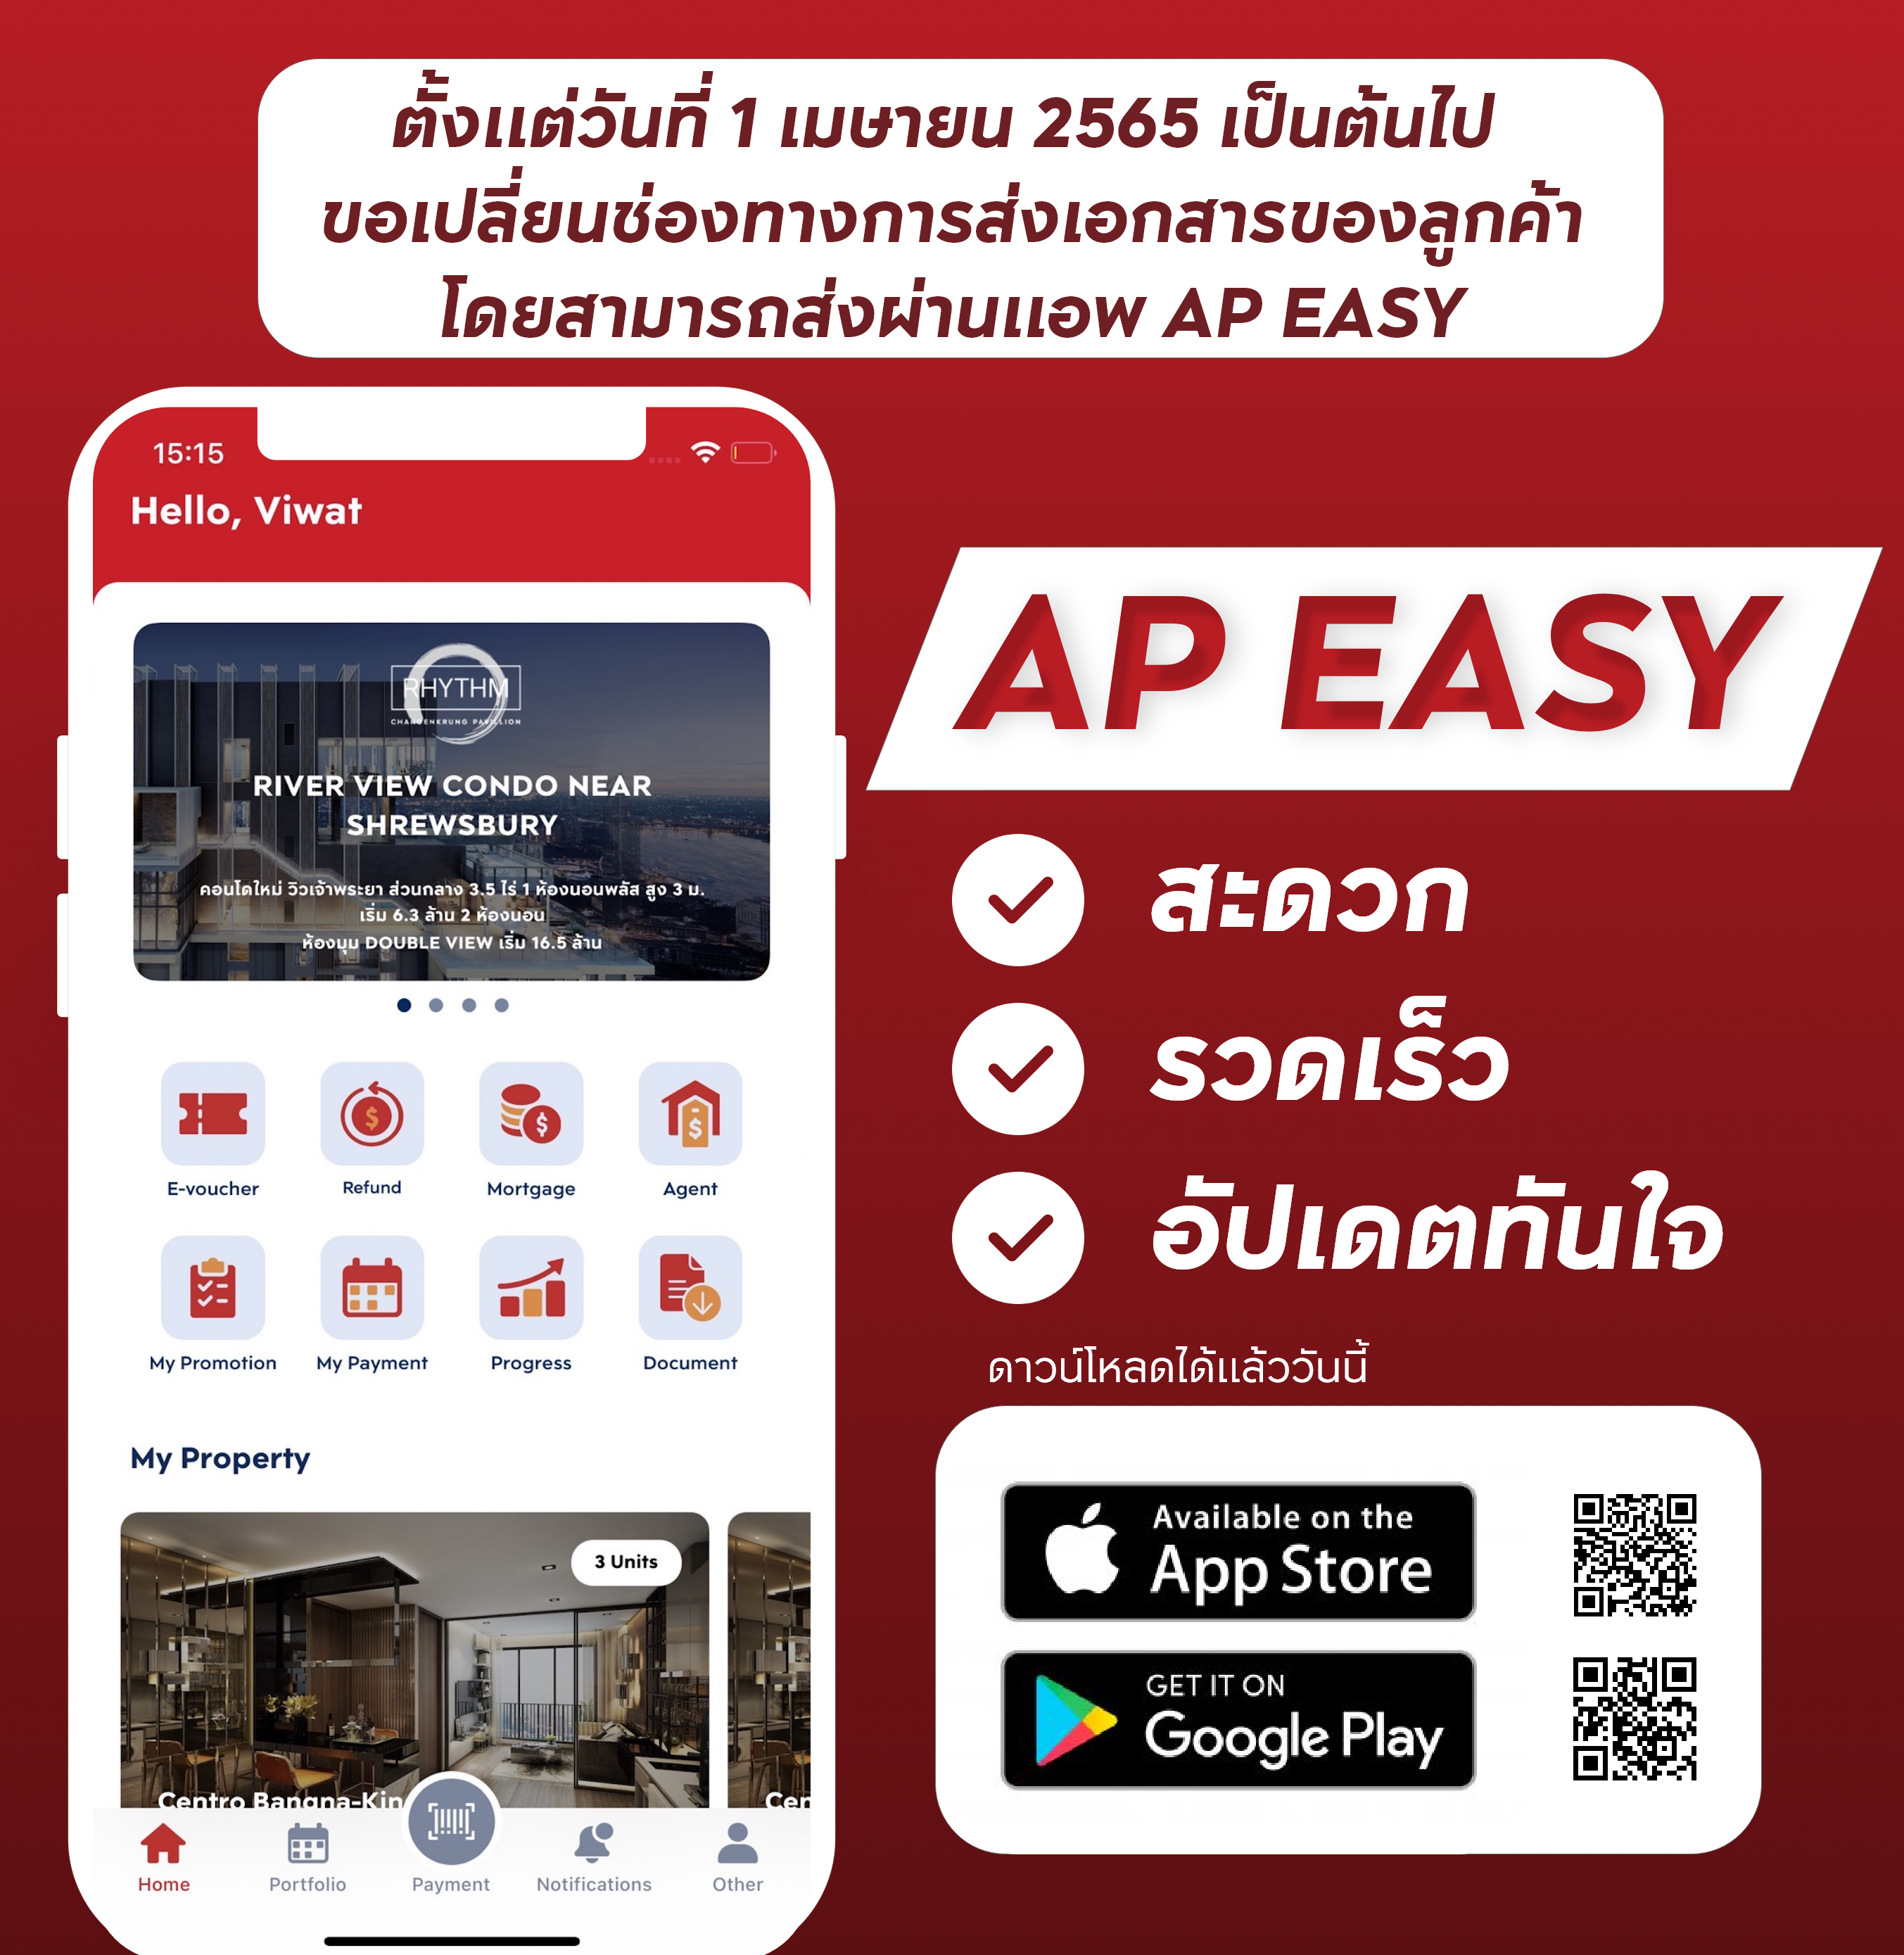 ตั้งแต่วันที่ 1 เมษายน 2565 เป็นต้นไป
ขอเปลี่ยนช่องทางการส่งเอกสารของลูกค้า
โดยสามารถส่งผ่านแอพ AP EASY
15:15
Hello, Viwat
RHYTHM
CHAROENKRUNG PAVILLION
RIVER VIEW CONDO NEAR
SHREWSBURY
คอนโดใหม่ วิวเจ้าพระยา ส่วนกลาง 3.5 ไร่ 1 ห้องนอนพลัส สูง 3 ม.
เริ่ม 6.3 ล้าน 2 ห้องนอน
ห้องมุม DOUBLE VIEW เริ่ม 16.5 ล้าน
E-voucher Refund Mortgage Agent
My Promotion My Payment Progress Document
My Property
3 Units
Centro Bangna-Kin
Cen
Home Portfolio Payment Notifications Other
AP EASY
สะดวก
รวดเร็ว
อัปเดตทันใจ
ดาวน์โหลดได้แล้ววันนี้
Available on the
App Store
GET IT ON
Google Play